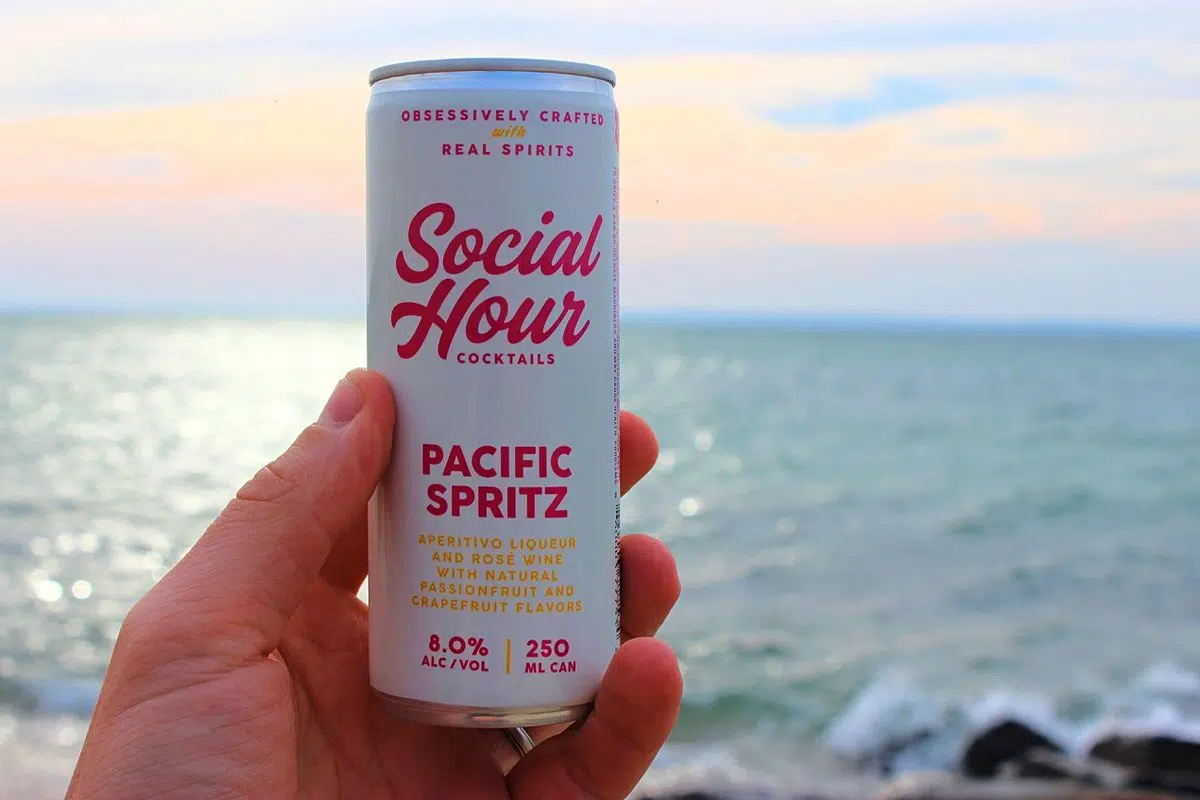 OBSESSIVELY CRAFTED
with
REAL SPIRITS
Social
Hour
COCKTAILS
PACIFIC
SPRITZ
APERITIVO LIQUEUR
AND ROSÉ WINE
WITH NATURAL
PASSIONFRUIT AND
GRAPEFRUIT FLAVORS
8.0% | 250
ALC/VOL | ML CAN